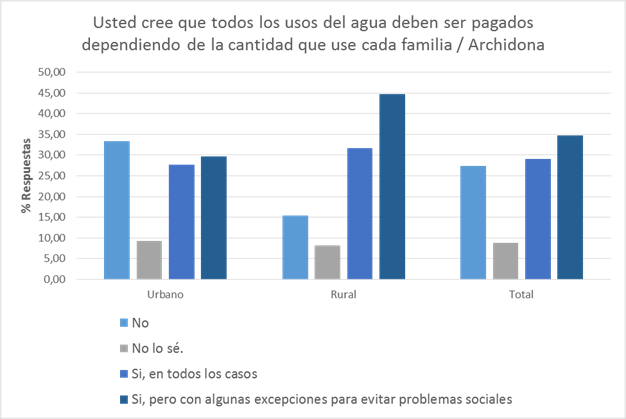 Usted cree que todos los usos del agua deben ser pagados
dependiendo de la cantidad que use cada familia / Archidona
% Respuestas
50,00
45,00
40,00
35,00
30,00
25,00
20,00
15,00
10,00
5,00
0,00
Urbano Rural Total
No
No lo sé.
Si, en todos los casos
Si, pero con algunas excepciones para evitar problemas sociales